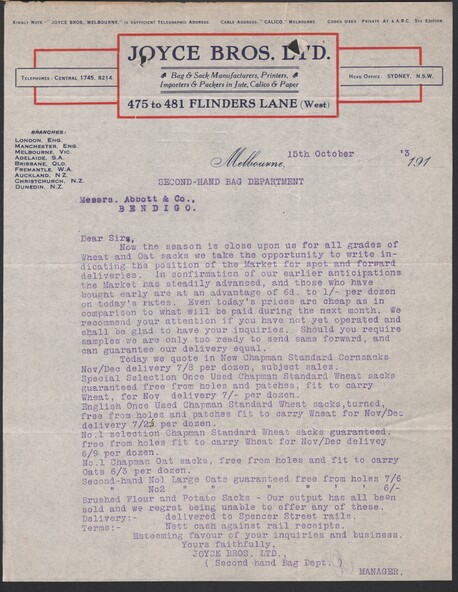 Kindly Note - "Joyce Bros, Melbourne," is sufficient Telegraphic Address. Cable Address, "Calico," Melbourne Codes Used: Private At & A.B.C. 5th Edition
JOYCE BROS. LTD.
Telephones: Central 1745, 8214
Bag & Sack Manufacturers, Printers,
Importers & Packers in Jute, Calico & Paper
Head Office: SYDNEY, N.S.W.
475 to 481 FLINDERS LANE (West)
BRANCHES:
LONDON, ENG.
MANCHESTER, ENG.
MELBOURNE, VIC.
ADELAIDE, S.A.
BRISBANE, QLD.
FREMANTLE, W.A.
AUCKLAND, N.Z.
CHRISTCHURCH, N.Z.
DUNEDIN, N.Z.
Melbourne, 15th October '3 191
SECOND-HAND BAG DEPARTMENT
Messrs. Abbott & Co.,
BENDIGO.
Dear Sirs,
Now the season is close upon us for all grades of
Wheat and Oat sacks we take the opportunity to write in-
dicating the position of the Market for spot and forward
deliveries. In confirmation of our earlier anticipations
the Market has steadily advanced, and those who have
bought early are at an advantage of 6d. to 1/- per dozen
on today's rates. Even today's prices are cheap as in
comparison to what will be paid during the next month. We
recommend your attention if you have not yet operated and
shall be glad to have your inquiries. Should you require
samples we are only too ready to send same forward, and
can guarantee our delivery equal.
Today we quote in New Chapman Standard Cornsacks
Nov/Dec delivery 7/8 per dozen, subject sales.
Special Selection Once Used Chapman Standard Wheat sacks
guaranteed free from holes and patches, fit to carry
Wheat, for Nov delivery 7/- per dozen.
English Once Used Chapman Standard Wheat sacks,turned,
free from holes and patches fit to carry Wheat for Nov/Dec
delivery per dozen.
No.1 selection Chapman Standard Wheat sacks guaranteed.
free from holes fit to carry Wheat for Nov/Dec delivey
6/9 per dozen.
No.1 Chapman Oat sacks, free from holes and fit to carry
Oats 6/3 per dozen.
Second-hand No1 Large Oats guaranteed free from holes 7/6
" No2 " " " " 6/-
Brushed Flour and Potato Sacks - Our output has all been
sold and we regret being unable to offer any of these.
Delivery:- delivered to Spencer Street rails.
Terms:- Nett cash against rail receipts.
Esteeming favour of your inquiries and business.
Yours faithfully,
JOYCE BROS. LTD.,
( Second hand Bag Dept. )
MANAGER.